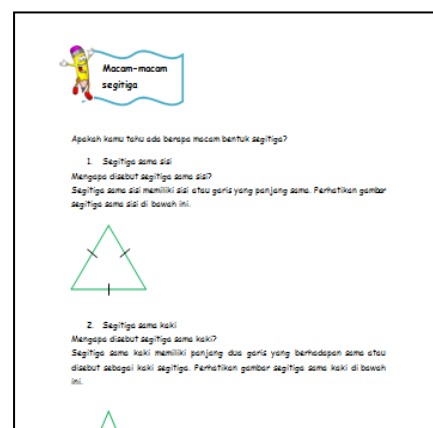 Macam-macam
segitiga
Apakah kamu tahu ada berapa macam bentuk segitiga?
1. Segitiga sama sisi
Mengapa disebut segitiga sama sisi?
Segitiga sama sisi memiliki sisi atau garis yang panjang sama. Perhatikan gambar
segitiga sama sisi di bawah ini.
2. Segitiga sama kaki
Mengapa disebut segitiga sama kaki?
Segitiga sama kaki memiliki panjang dua garis yang berhadapan sama atau
disebut sebagai kaki segitiga. Perhatikan gambar segitiga sama kaki di bawah
ini.